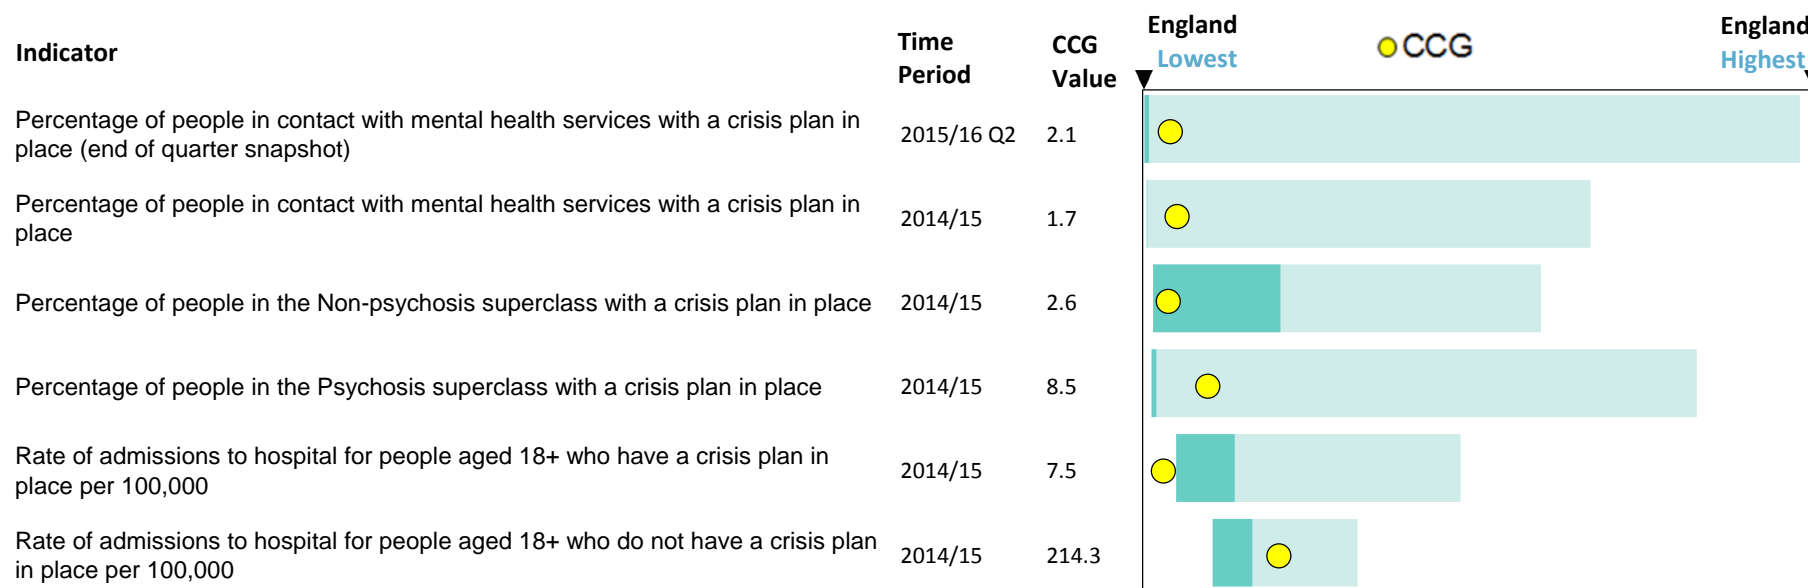 Indicator
Time Period
CCG Value
England Lowest
CCG
England Highest
Percentage of people in contact with mental health services with a crisis plan in
place (end of quarter snapshot)
2015/16 Q2
2.1
Percentage of people in contact with mental health services with a crisis plan in
place
2014/15
1.7
Percentage of people in the Non-psychosis superclass with a crisis plan in place
2014/15
2.6
Percentage of people in the Psychosis superclass with a crisis plan in place
2014/15
8.5
Rate of admissions to hospital for people aged 18+ who have a crisis plan in
place per 100,000
2014/15
7.5
Rate of admissions to hospital for people aged 18+ who do not have a crisis plan
in place per 100,000
2014/15
214.3